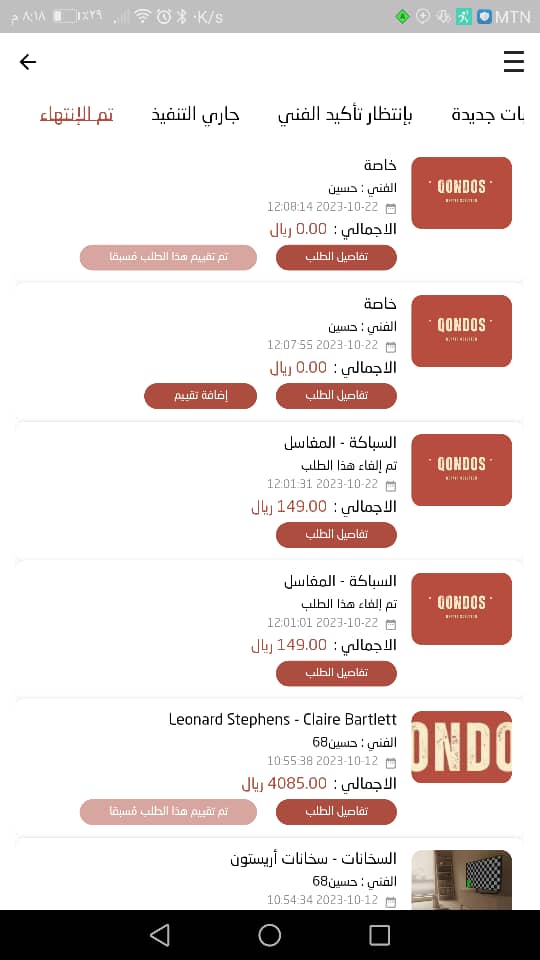 ٨:١٨ م
٪٢٩
K/s
MTN
بات جديدة
بإنتظار تأكيد الفني
جاري التنفيذ
تم الإنتهاء
QONDOS
خاصة
الفني : حسين
12:08:14 2023-10-22
الاجمالي : 0.00 ريال
تفاصيل الطلب
تم تقييم هذا الطلب مُسبقا
QONDOS
خاصة
الفني : حسين
12:07:55 2023-10-22
الاجمالي : 0.00 ريال
تفاصيل الطلب
إضافة تقييم
QONDOS
السباكة - المغاسل
تم إلغاء هذا الطلب
12:01:31 2023-10-22
الاجمالي : 149.00 ريال
تفاصيل الطلب
QONDOS
السباكة - المغاسل
تم إلغاء هذا الطلب
12:01:01 2023-10-22
الاجمالي : 149.00 ريال
تفاصيل الطلب
ONDO
Leonard Stephens - Claire Bartlett
الفني : حسين68
10:55:38 2023-10-12
الاجمالي : 4085.00 ريال
تفاصيل الطلب
تم تقييم هذا الطلب مُسبقا
السخانات - سخانات أريستون
الفني : حسين68
10:54:34 2023-10-12